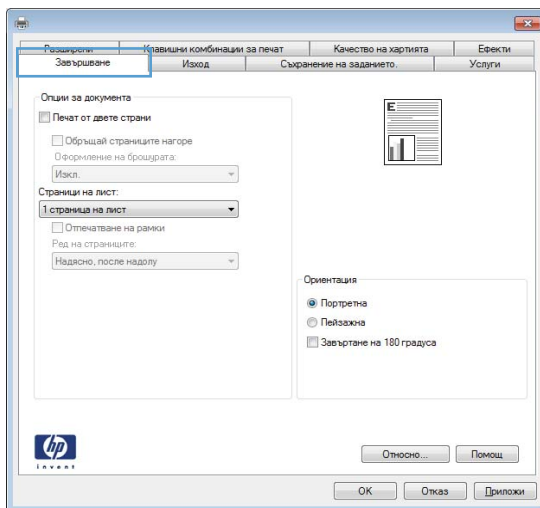 Разширени Клавишни комбинации за печат Качество на хартията Ефекти
Завършване Изход Съхранение на заданието. Услуги
Опции за документа
Печат от двете страни
Обръщай страниците нагоре
Оформление на брошурата:
Изкл.
Страници на лист:
1 страница на лист
Отпечатване на рамки
Ред на страниците:
Надясно, после надолу
E
Ориентация
Портретна
Пейзажна
Завъртане на 180 градуса
hp
invent
Относно... Помощ
OK Отказ Приложи